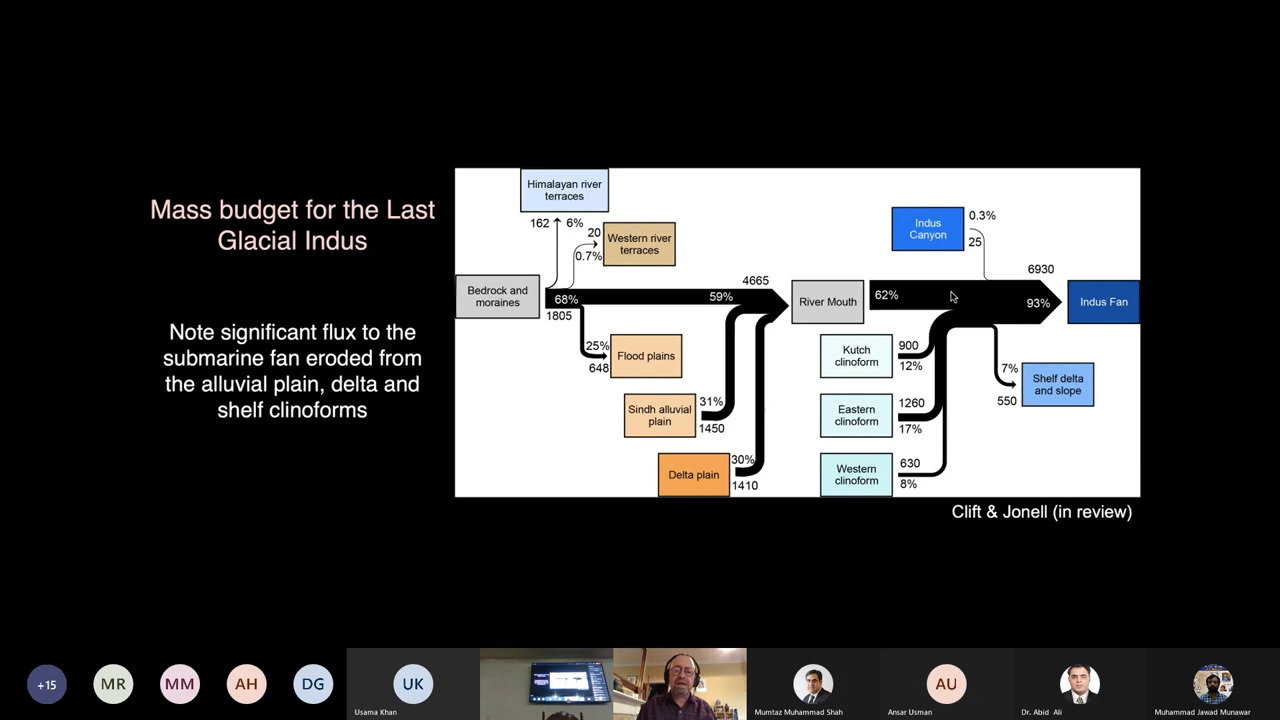 Mass budget for the Last
Glacial Indus
Note significant flux to the
submarine fan eroded from
the alluvial plain, delta and
shelf clinoforms
Himalayan river
terraces
162
6%
20
0.7%
Western river
terraces
Bedrock and
moraines
68%
1805
59%
4665
25%
648
Flood plains
Sindh alluvial
plain
31%
1450
Delta plain
30%
1410
River Mouth
62%
Indus
Canyon
0.3%
25
6930
93%
Indus Fan
Kutch
clinoform
900
12%
Eastern
clinoform
1260
17%
Western
clinoform
630
8%
7%
550
Shelf delta
and slope
Clift & Jonell (in review)
+15
MR
MM
AH
DG
UK
Usama Khan
Mumtaz Muhammad Shah
AU
Ansar Usman
Dr. Abid Ali
Muhammad Jawad Munawar